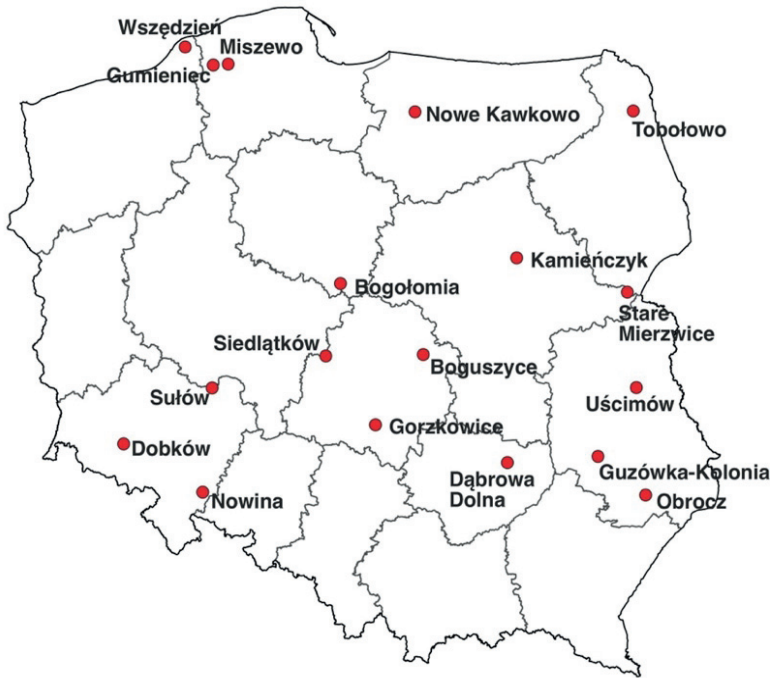 Wszędzień
Miszewo
Gumieniec
Nowe Kawkowo
Tobołowo
Kamieńczyk
Bogołomia
Stare
Mierzwice
Siedlątków
Boguszyce
Sułów
Uścimów
Gorzkowice
Dobków
Guzówka-Kolonia
Dąbrowa
Dolna
Nowina
Obrocz